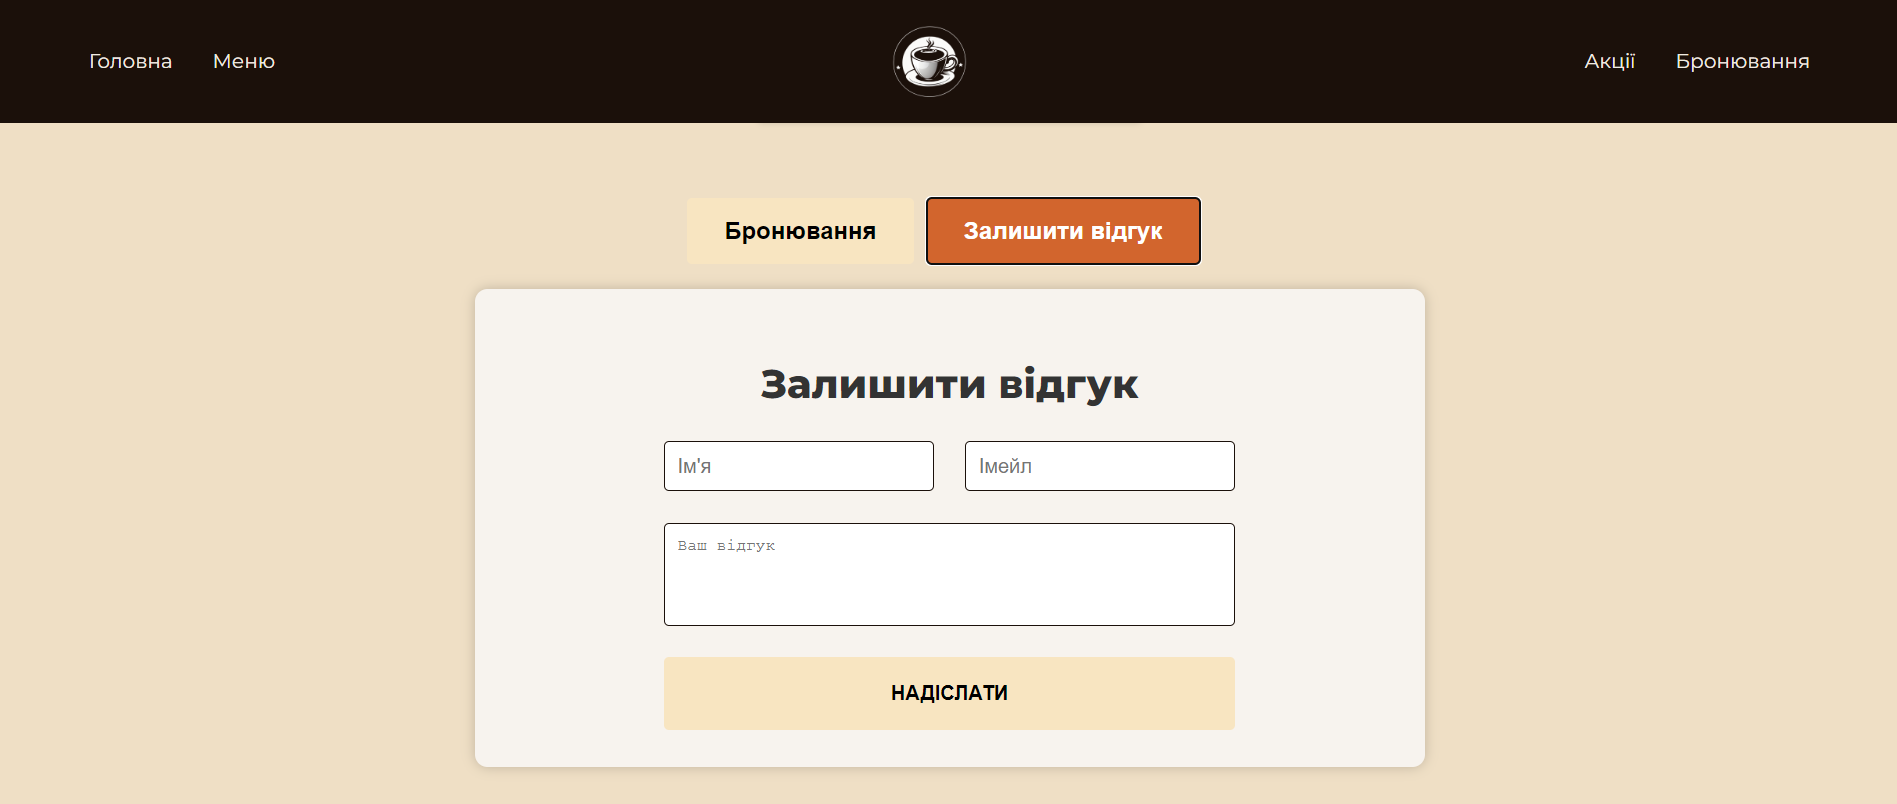 Головна Меню Акції Бронювання
Бронювання Залишити відгук
Залишити відгук
Ім'я Імейл
Ваш відгук
НАДІСЛАТИ